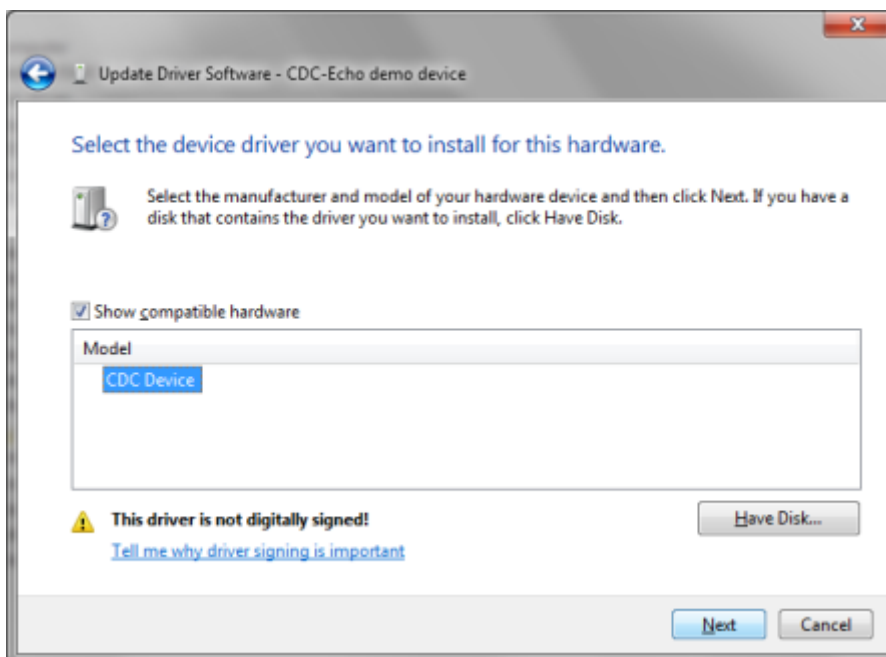 Update Driver Software - CDC-Echo demo device
Select the device driver you want to install for this hardware.
Select the manufacturer and model of your hardware device and then click Next. If you have a
disk that contains the driver you want to install, click Have Disk.
Show compatible hardware
Model
CDC Device
This driver is not digitally signed!
Have Disk...
Tell me why driver signing is important
Next
Cancel